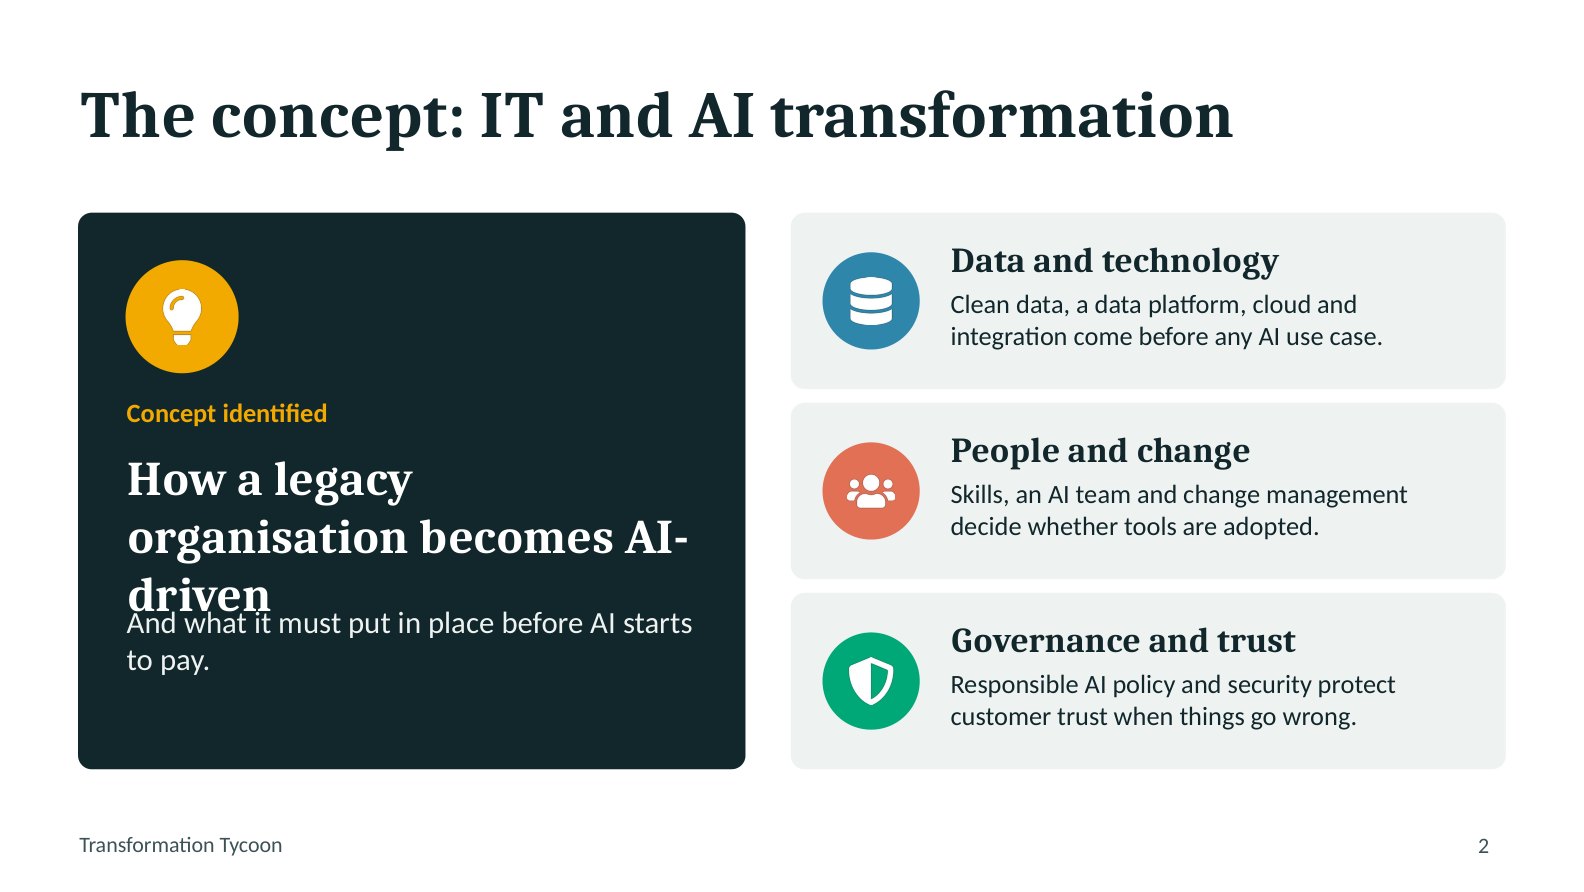 The concept: IT and AI transformation
Concept identified
How a legacy
organisation becomes AI-
driven
And what it must put in place before AI starts
to pay.
Data and technology
Clean data, a data platform, cloud and
integration come before any AI use case.
People and change
Skills, an AI team and change management
decide whether tools are adopted.
Governance and trust
Responsible AI policy and security protect
customer trust when things go wrong.
Transformation Tycoon
2